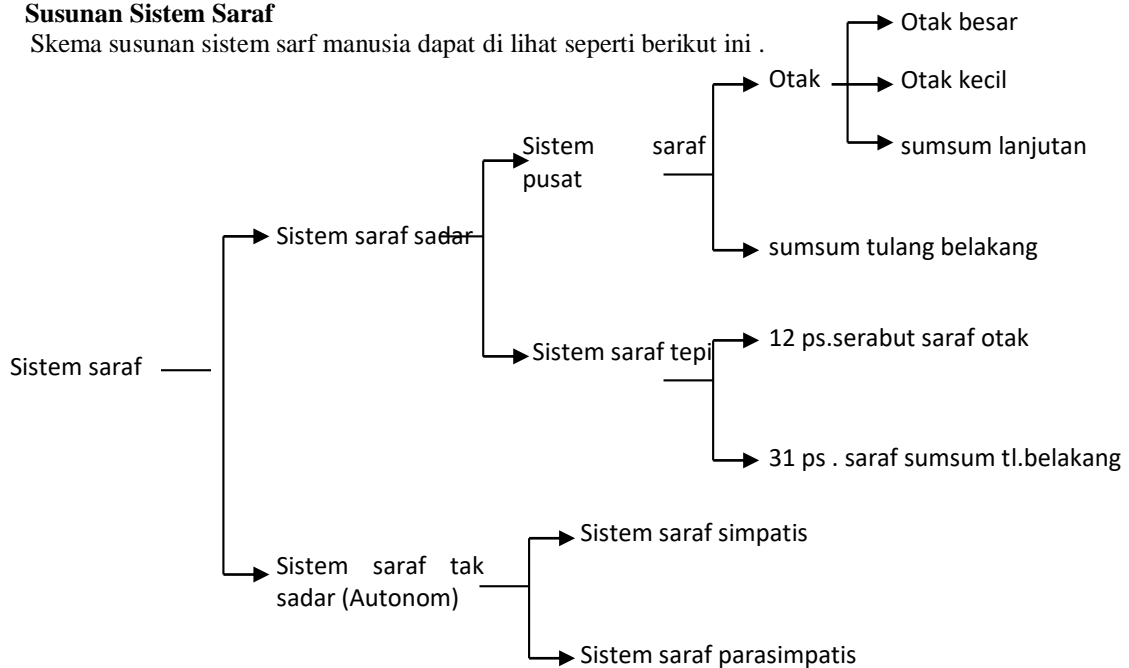 Susunan Sistem Saraf
Skema susunan sistem sarf manusia dapat di lihat seperti berikut ini .
Otak besar
Otak
Otak kecil
sumsum lanjutan
Sistem saraf
pusat
Sistem saraf sadar
sumsum tulang belakang
Sistem saraf tepi
12 ps.serabut saraf otak
Sistem saraf
31 ps . saraf sumsum tl.belakang
Sistem saraf tak
sadar (Autonom)
Sistem saraf simpatis
Sistem saraf parasimpatis